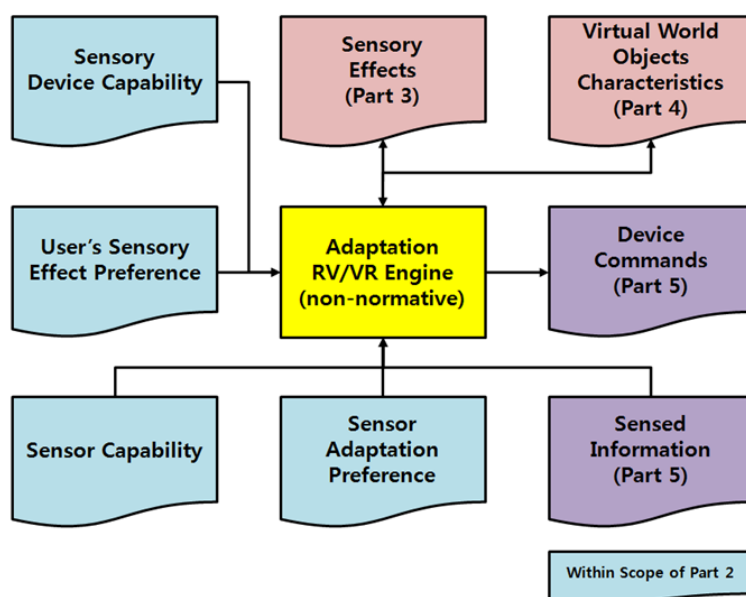 Sensory
Device Capability
Sensory
Effects
(Part 3)
Virtual World
Objects
Characteristics
(Part 4)
User's Sensory
Effect Preference
Adaptation
RV/VR Engine
(non-normative)
Device
Commands
(Part 5)
Sensor Capability
Sensor
Adaptation
Preference
Sensed
Information
(Part 5)
Within Scope of Part 2